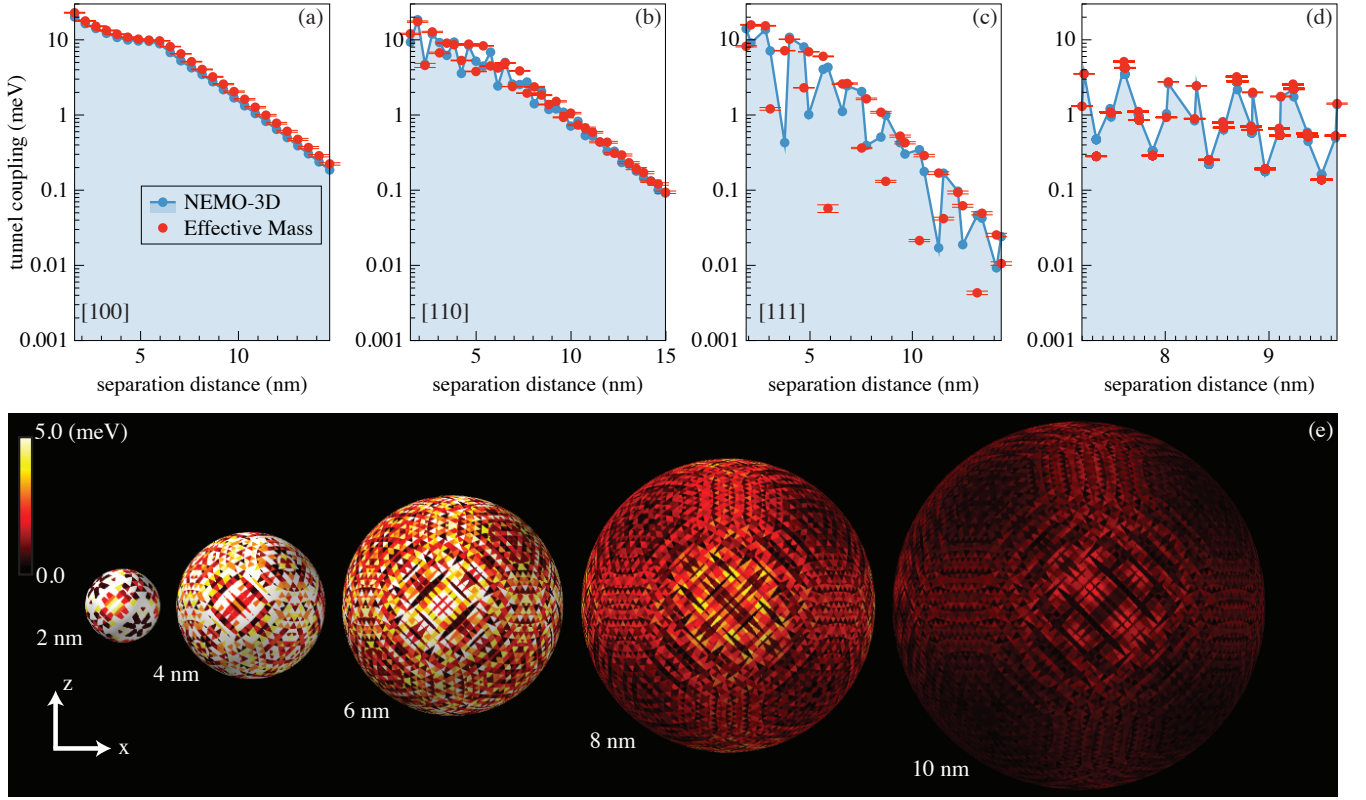 (a)
(b)
(c)
(d)
tunnel coupling (meV)
10
1
0.1
0.01
0.001
NEMO-3D
Effective Mass
[100]
5
10
separation distance (nm)
10
1
0.1
0.01
0.001
[110]
5
10
15
separation distance (nm)
10
1
0.1
0.01
0.001
[111]
5
10
separation distance (nm)
10
1
0.1
0.01
0.001
8
9
separation distance (nm)
5.0 (meV)
(e)
0.0
2 nm
4 nm
6 nm
8 nm
10 nm
z
x